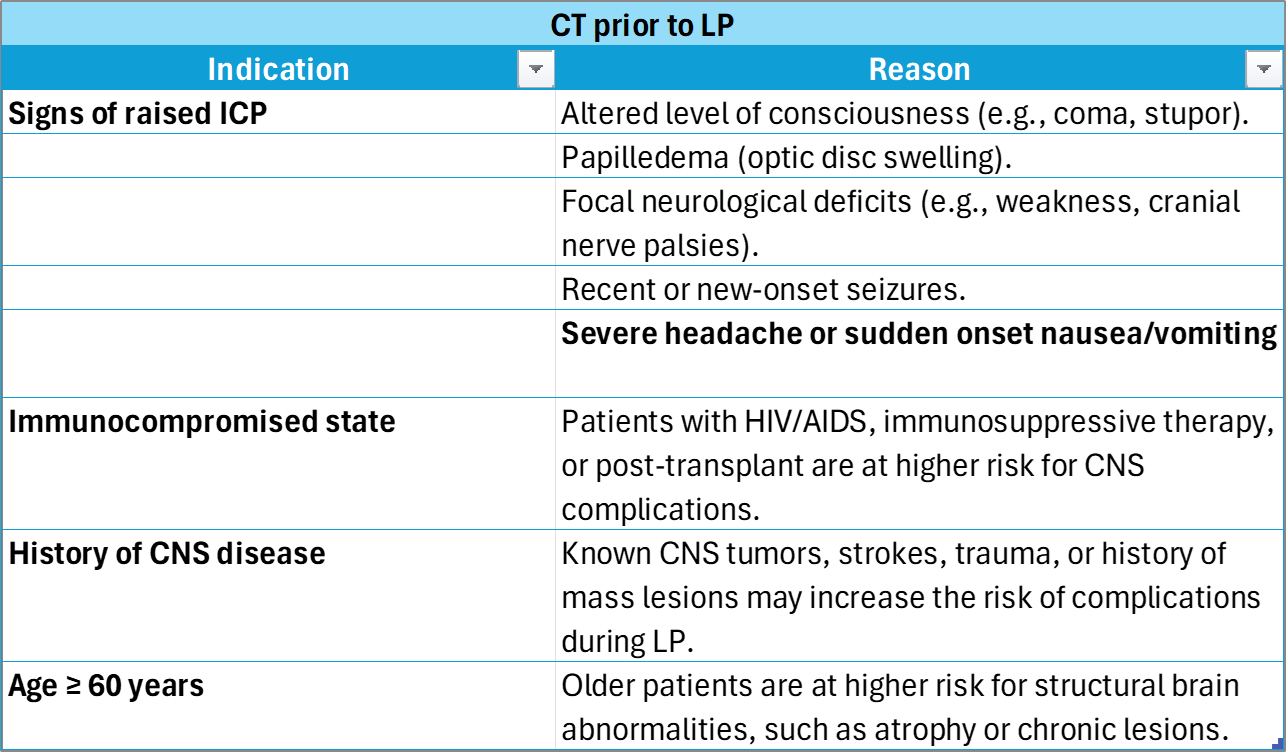 CT prior to LP
Indication Reason
Signs of raised ICP Altered level of consciousness (e.g., coma, stupor).
Papilledema (optic disc swelling).
Focal neurological deficits (e.g., weakness, cranial
nerve palsies).
Recent or new-onset seizures.
Severe headache or sudden onset nausea/vomiting
Immunocompromised state Patients with HIV/AIDS, immunosuppressive therapy,
or post-transplant are at higher risk for CNS
complications.
History of CNS disease Known CNS tumors, strokes, trauma, or history of
mass lesions may increase the risk of complications
during LP.
Age ≥ 60 years Older patients are at higher risk for structural brain
abnormalities, such as atrophy or chronic lesions.